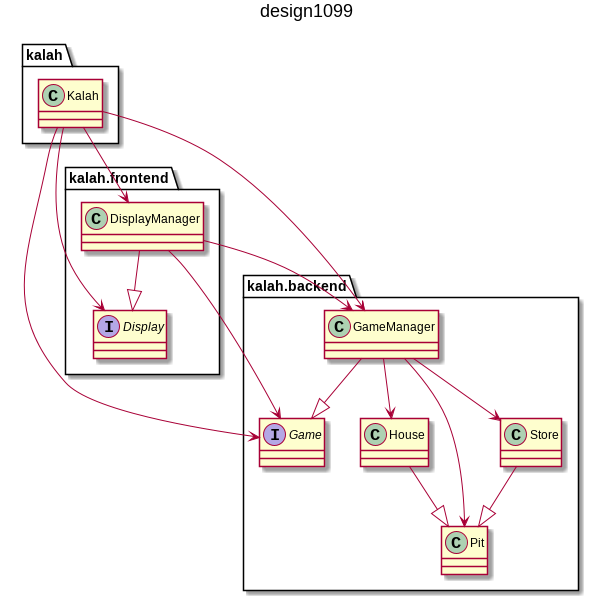 design1099
kalah
C Kalah
kalah.frontend
C DisplayManager
I Display
kalah.backend
C GameManager
I Game
C House
C Store
C Pit